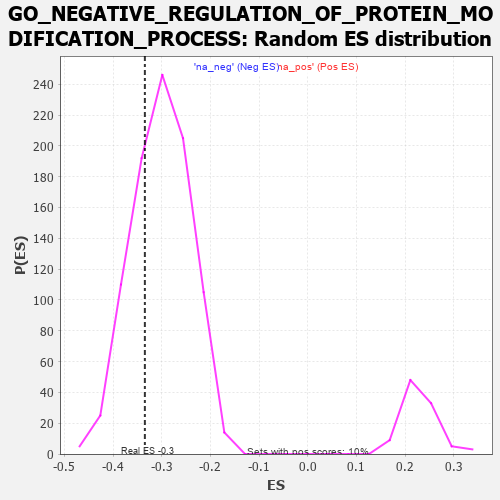 GO_NEGATIVE_REGULATION_OF_PROTEIN_MO
DIFICATION_PROCESS: Random ES distribution
'na_neg' (Neg ES)
na_pos' (Pos ES)
P(ES)
240
220
200
180
160
140
120
100
80
60
40
20
0
Real ES -0.3
Sets with pos scores: 10%
-0.5 -0.4 -0.3 -0.2 -0.1 0.0 0.1 0.2 0.3
ES